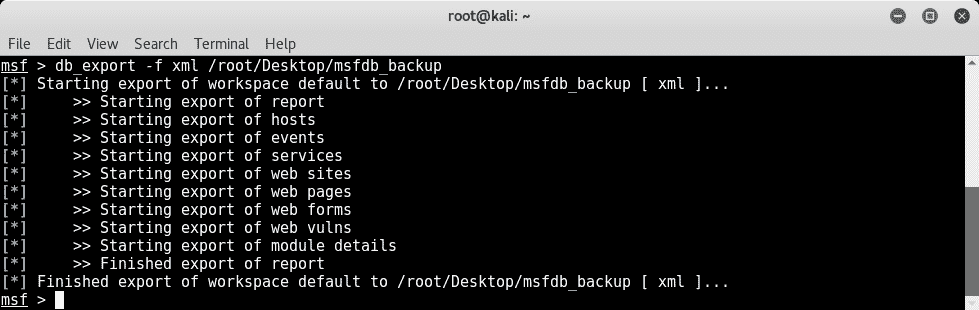 root@kali: ~
File Edit View Search Terminal Help
msf > db_export -f xml /root/Desktop/msfdb_backup
[*] Starting export of workspace default to /root/Desktop/msfdb_backup [ xml ]...
[*]     >> Starting export of report
[*]     >> Starting export of hosts
[*]     >> Starting export of events
[*]     >> Starting export of services
[*]     >> Starting export of web sites
[*]     >> Starting export of web pages
[*]     >> Starting export of web forms
[*]     >> Starting export of web vulns
[*]     >> Starting export of module details
[*]     >> Finished export of report
[*] Finished export of workspace default to /root/Desktop/msfdb_backup [ xml ]...
msf >